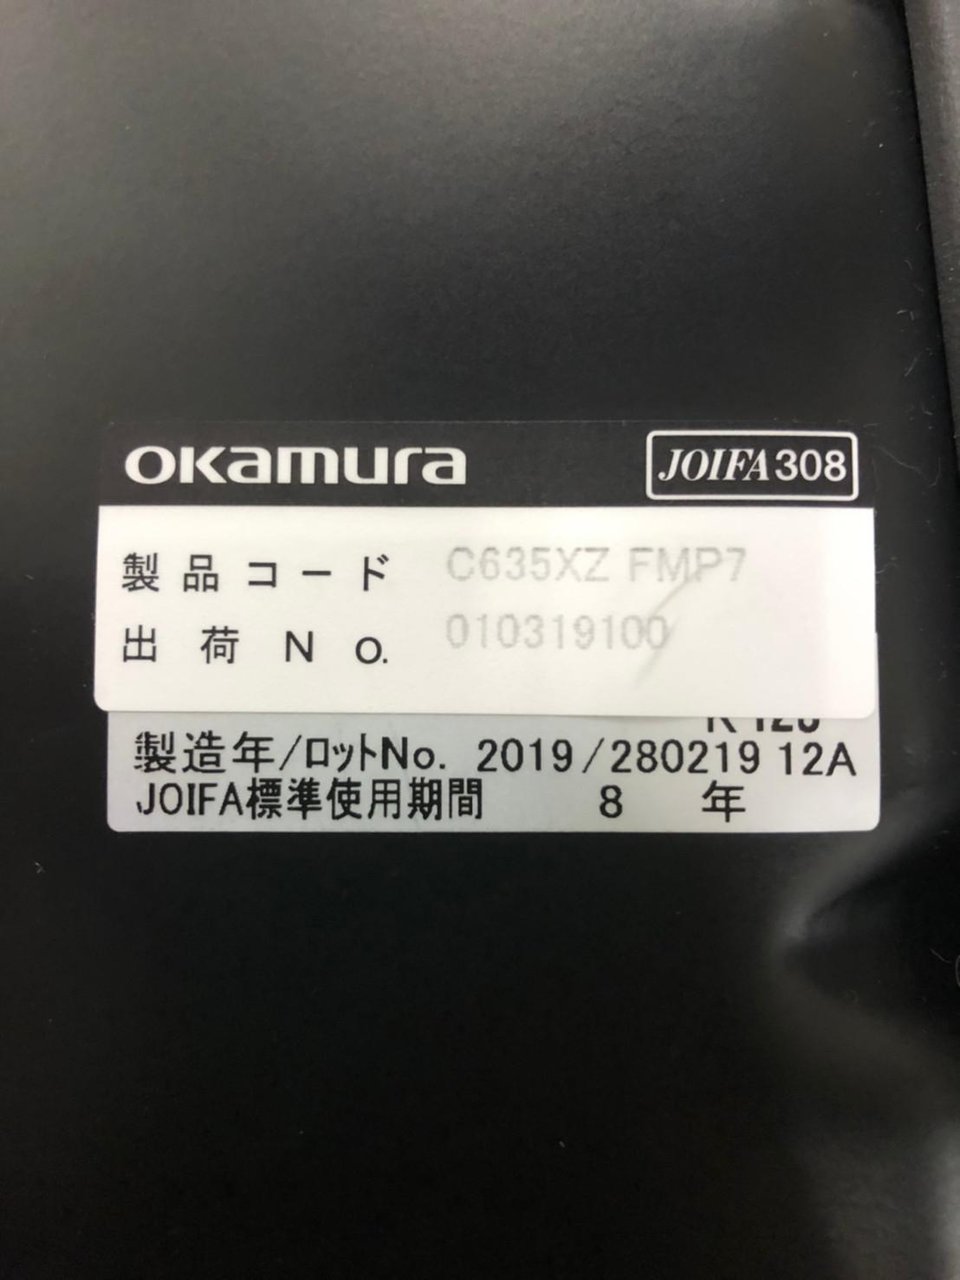 okamura
JOIFA308
製品コード C635XZ FMP7
出荷No. 010319100
製造年/ロットNo. 2019/280219 12A
JOIFA標準使用期間 8 年